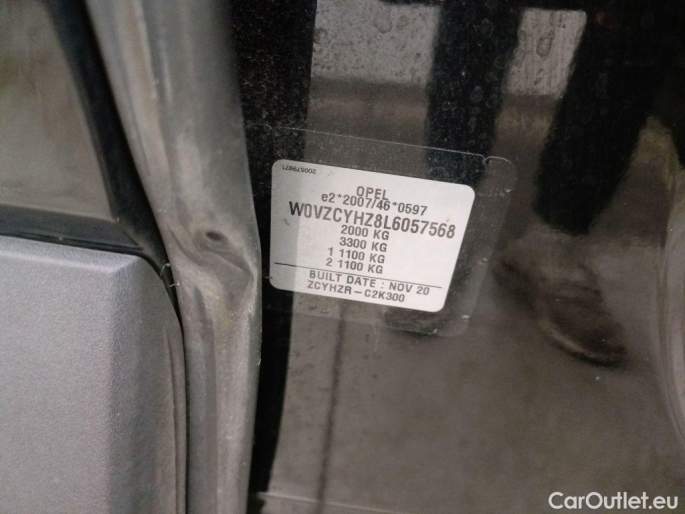 2005799T1
OPEL
e2*2007/46*0597
W0VZCYHZ8L6057568
2000 KG
3300 KG
1 1100 KG
2 1100 KG
BUILT DATE : NOV 20
ZCYHZR-C2K300
CarOutlet.eu